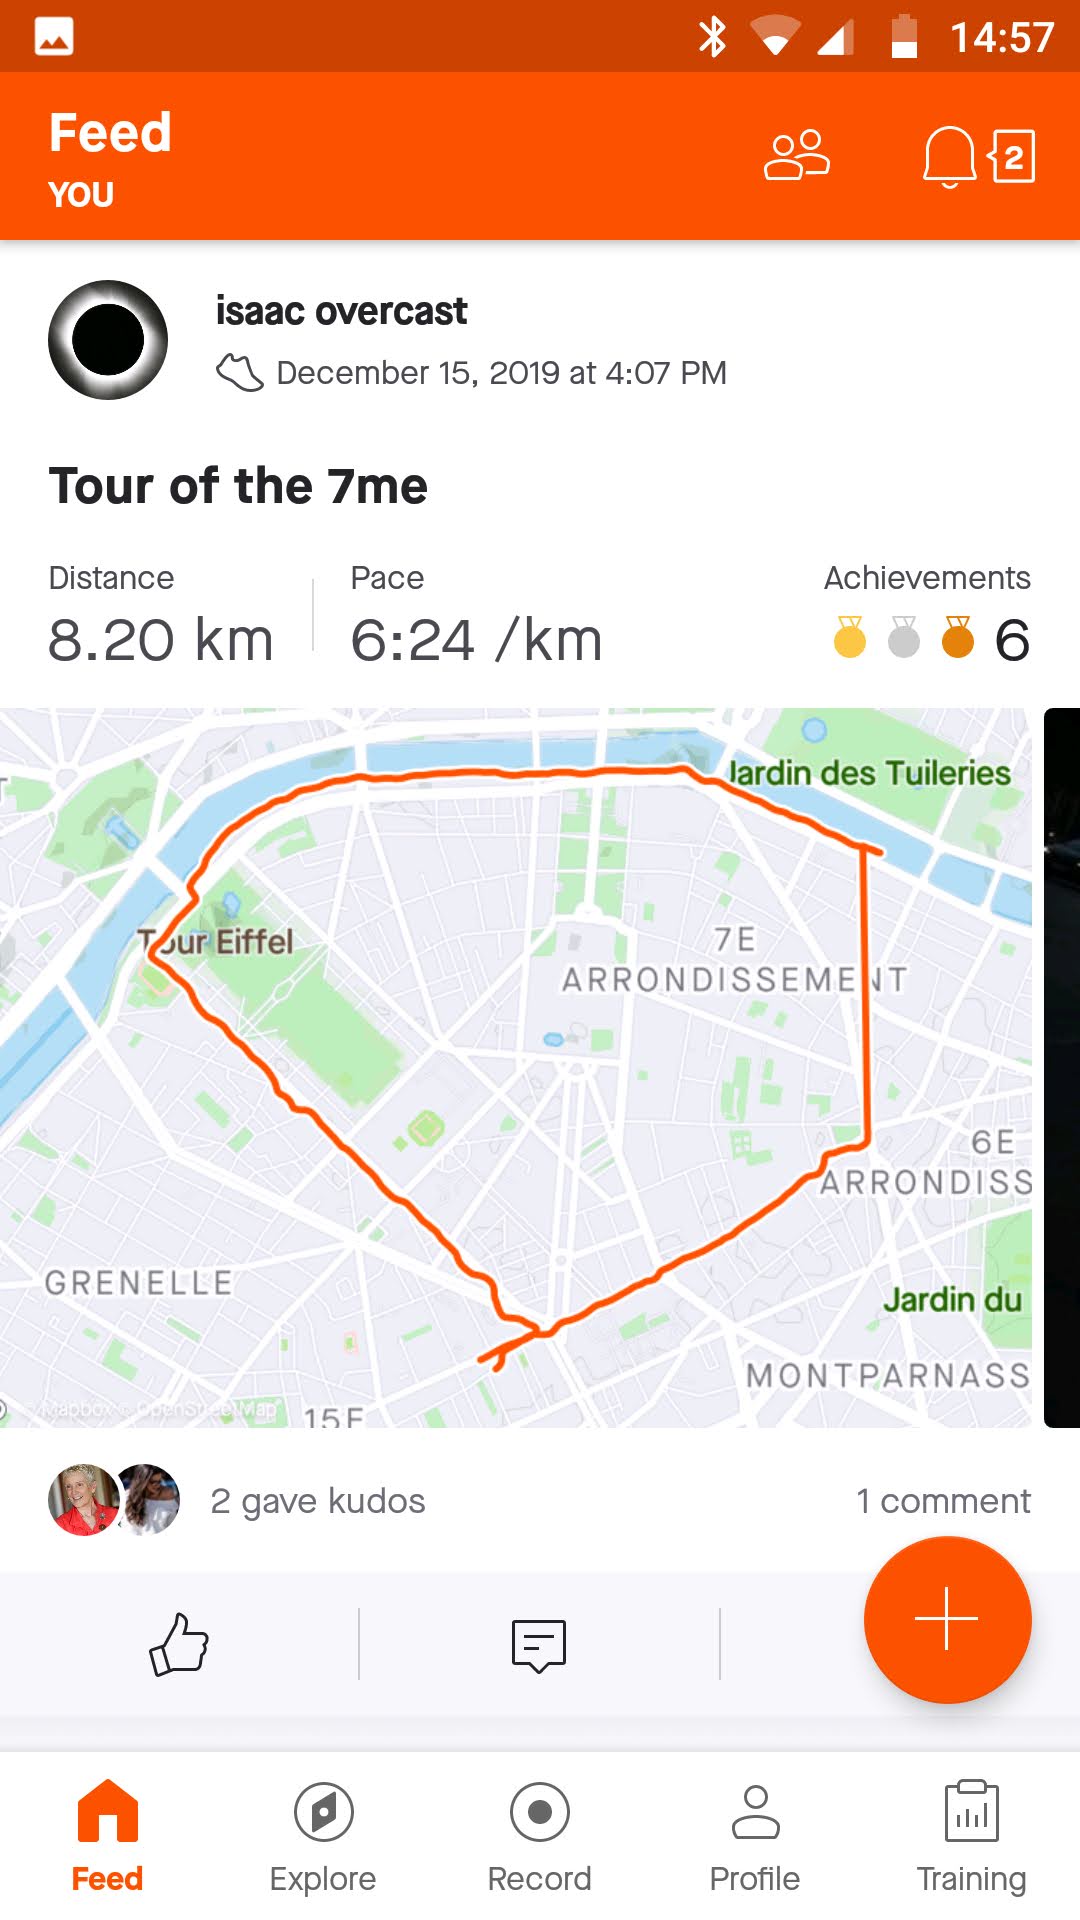 14:57
Feed
YOU
2
isaac overcast
December 15, 2019 at 4:07 PM
Tour of the 7me
Distance
Pace
Achievements
8.20 km
6:24 /km
6
Jardin des Tuileries
Tour Eiffel
7E
ARRONDISSEMENT
6E
ARRONDISS
GRENELLE
Jardin du
MONTPARNASS
Mapbox © OpenStreetMap
15E
2 gave kudos
1 comment
Feed
Explore
Record
Profile
Training